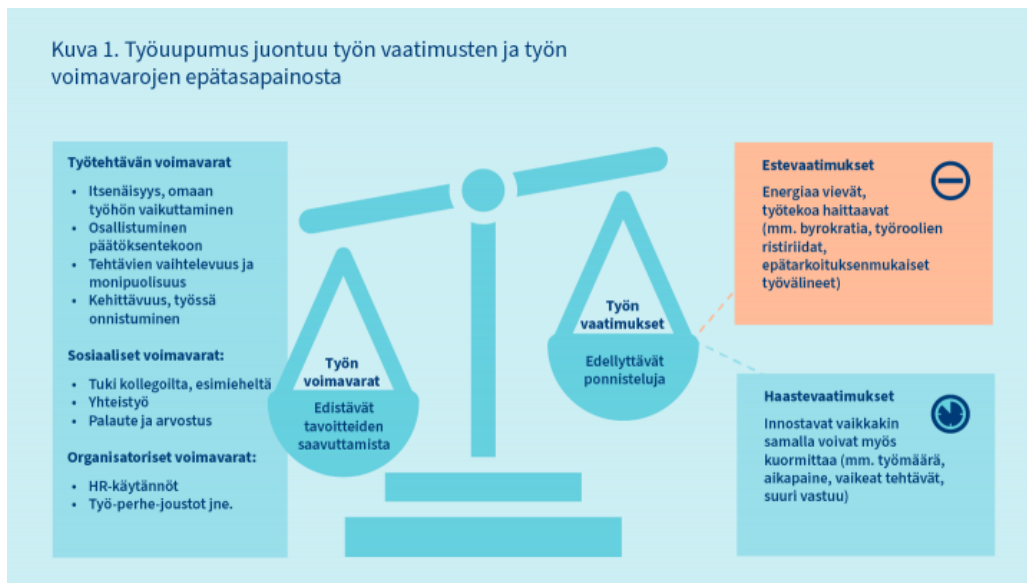 Kuva 1. Työuupumus juontuu työn vaatimusten ja työn
voimavarojen epätasapainosta
Työtehtävän voimavarat
• Itsenäisyys, omaan
työhön vaikuttaminen
• Osallistuminen
päätöksentekoon
• Tehtävien vaihtelevuus ja
monipuolisuus
• Kehittävuus, työssä
onnistuminen
Sosiaaliset voimavarat:
• Tuki kollegoilta, esimieheltä
• Yhteistyö
• Palaute ja arvostus
Organisatoriset voimavarat:
• HR-käytännöt
• Työ-perhe-joustot jne.
Työn
voimavarat
Edistävät
tavoitteiden
saavuttamista
Työn
vaatimukset
Edellyttävät
ponnisteluja
Estevaatimukset
Energiaa vievät,
työtekoa haittaavat
(mm. byrokratia, työroolien
ristiriidat,
epätarkoituksenmukaiset
työvälineet)
Haastevaatimukset
Innostavat vaikkakin
samalla voivat myös
kuormittaa (mm. työmäärä,
aikapaine, vaikeat tehtävät,
suuri vastuu)